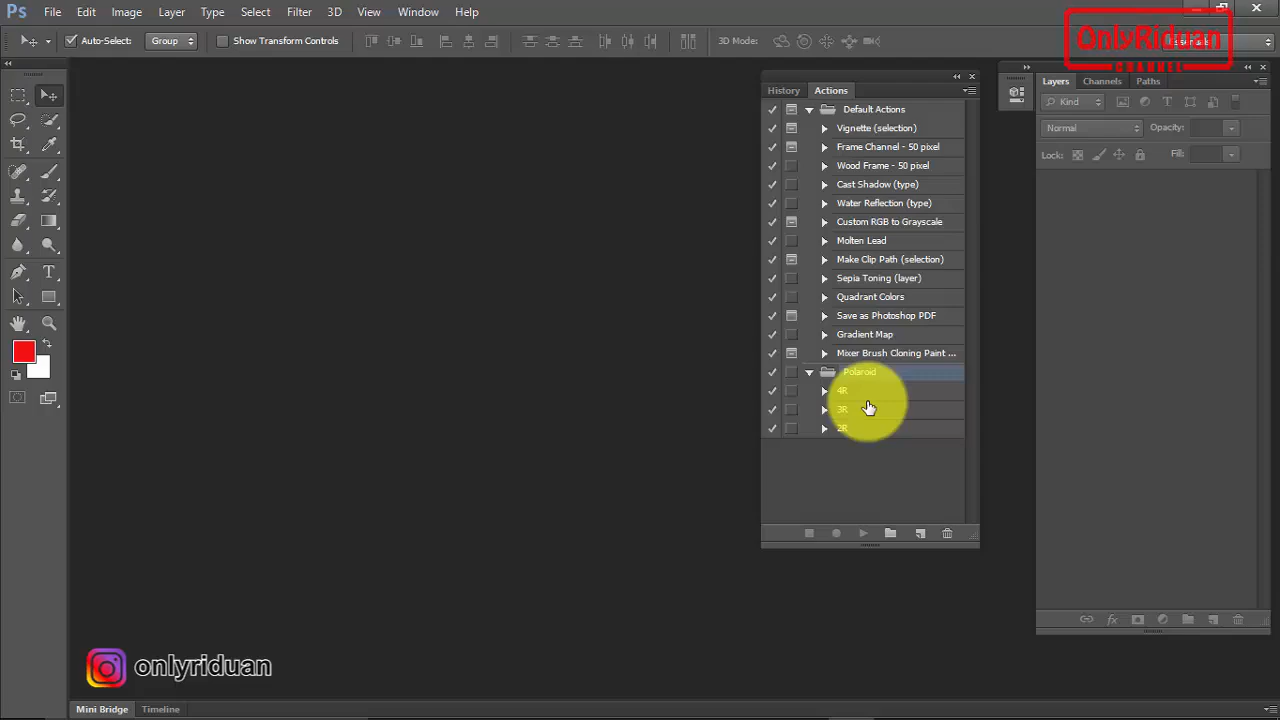 Ps File Edit Image Layer Type Select Filter 3D View Window Help
Auto-Select: Group Show Transform Controls 3D Mode:
OnlyRiduan
CHANNEL
History Actions
Default Actions
Vignette (selection)
Frame Channel - 50 pixel
Wood Frame - 50 pixel
Cast Shadow (type)
Water Reflection (type)
Custom RGB to Grayscale
Molten Lead
Make Clip Path (selection)
Sepia Toning (layer)
Quadrant Colors
Save as Photoshop PDF
Gradient Map
Mixer Brush Cloning Paint ...
Polaroid
4R
3R
2R
Layers Channels Paths
Kind
Normal Opacity:
Lock: Fill:
onlyriduan
Mini Bridge Timeline